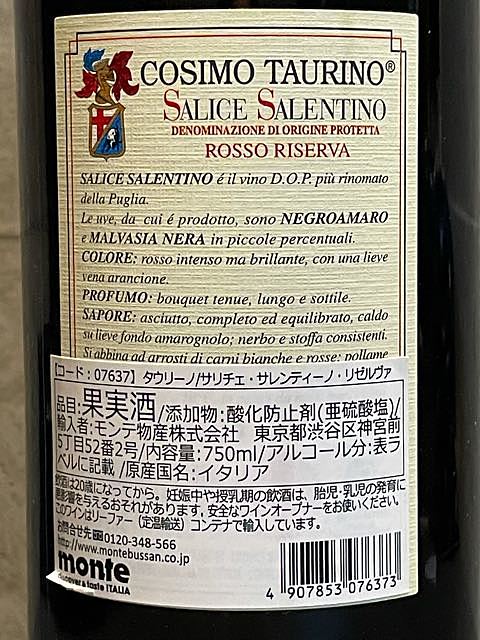 COSIMO TAURINO®
SALICE SALENTINO
DENOMINAZIONE DI ORIGINE PROTETTA
ROSSO RISERVA
SALICE SALENTINO é il vino D.O.P. più rinomato
della Puglia.
Le uve, da cui é prodotto, sono NEGROAMARO
e MALVASIA NERA in piccole percentuali.
COLORE: rosso intenso ma brillante, con una lieve
vena arancione.
PROFUMO: bouquet tenue, lungo e sottile.
SAPORE: asciutto, completo ed equilibrato, caldo
su lieve fondo amarognolo; nerbo e stoffa consistenti.
Si abbina ad arrosti di carni bianche e rosse; pollame
【コード：07637】タウリーノ/サリチェ・サレンティーノ・リゼルヴァ
品目:果実酒/添加物:酸化防止剤(亜硫酸塩)/
輸入者:モンテ物産株式会社 東京都渋谷区神宮前
5丁目52番2号/内容量:750ml/アルコール分:表ラ
ベルに記載/原産国名:イタリア
飲酒は20歳になってから。妊娠中や授乳期の飲酒は、胎児・乳児の発育に
悪影響を与えるおそれがあります。安全なワインオープナーをお使いください。
このワインはリーファー（定温輸送）コンテナで輸入しています。
お問合せ先 0120-348-566
http://www.montebussan.co.jp
monte
discover & taste ITALIA
4 907853 076373